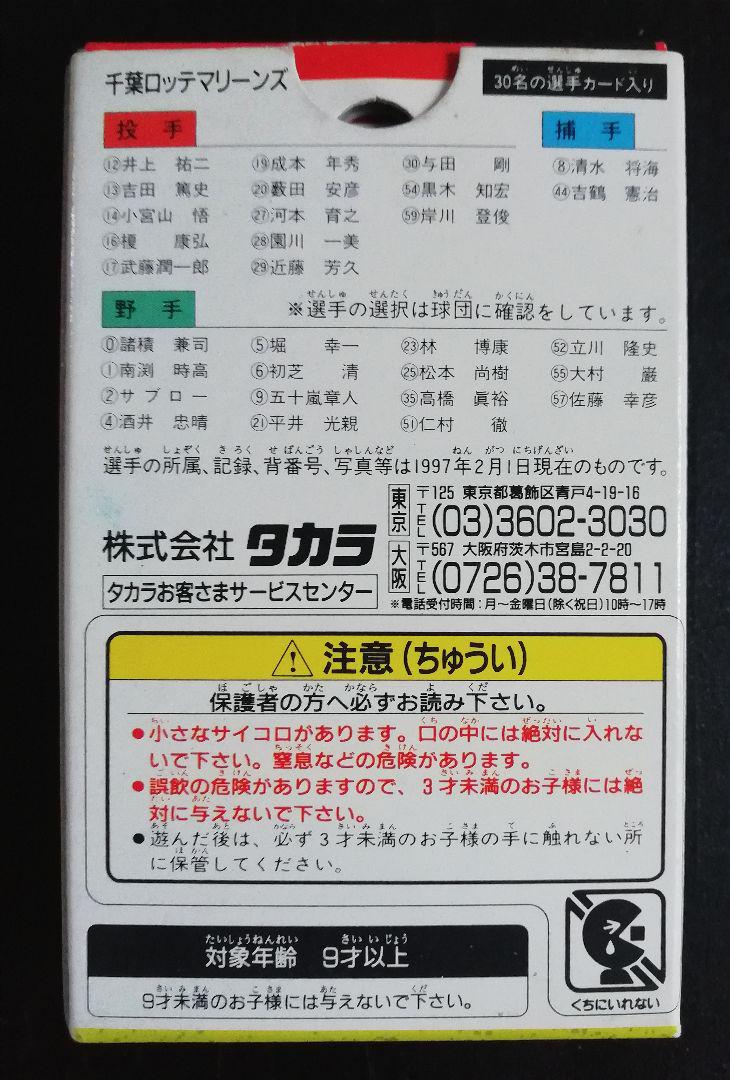 千葉ロッテマリーンズ
30名の選手カード入り
投手
⑫井上 祐二 ⑲成本 年秀 ㉚与田 剛
⑬吉田 篤史 ⑳薮田 安彦 54黒木 知宏
⑭小宮山 悟 ㉗河本 育之 59岸川 登俊
⑯榎 康弘 ㉘園川 一美
⑰武藤潤一郎 ㉙近藤 芳久
捕手
⑧清水 将海
㊹吉鶴 憲治
野手
※選手の選択は球団に確認をしています。
⓪諸積 兼司 ⑤堀 幸一 ㉓林 博康 52立川 隆史
①南渕 時高 ⑥初芝 清 ㉕松本 尚樹 55大村 巌
②サブロー ⑨五十嵐章人 ㉟高橋 眞裕 57佐藤 幸彦
④酒井 忠晴 ㉑平井 光親 51仁村 徹
選手の所属、記録、背番号、写真等は1997年2月1日現在のものです。
株式会社 タカラ
タカラお客さまサービスセンター
東京 〒125 東京都葛飾区青戸4-19-16
TEL (03)3602-3030
大阪 〒567 大阪府茨木市宮島2-2-20
TEL (0726)38-7811
※電話受付時間:月〜金曜日(除く祝日)10時〜17時
注意(ちゅうい)
保護者の方へ必ずお読み下さい。
●小さなサイコロがあります。口の中には絶対に入れな
いで下さい。窒息などの危険があります。
●誤飲の危険がありますので、3才未満のお子様には絶
対に与えないで下さい。
●遊んだ後は、必ず3才未満のお子様の手に触れない所
に保管してください。
対象年齢 9才以上
9才未満のお子様には与えないで下さい。
くちにいれない